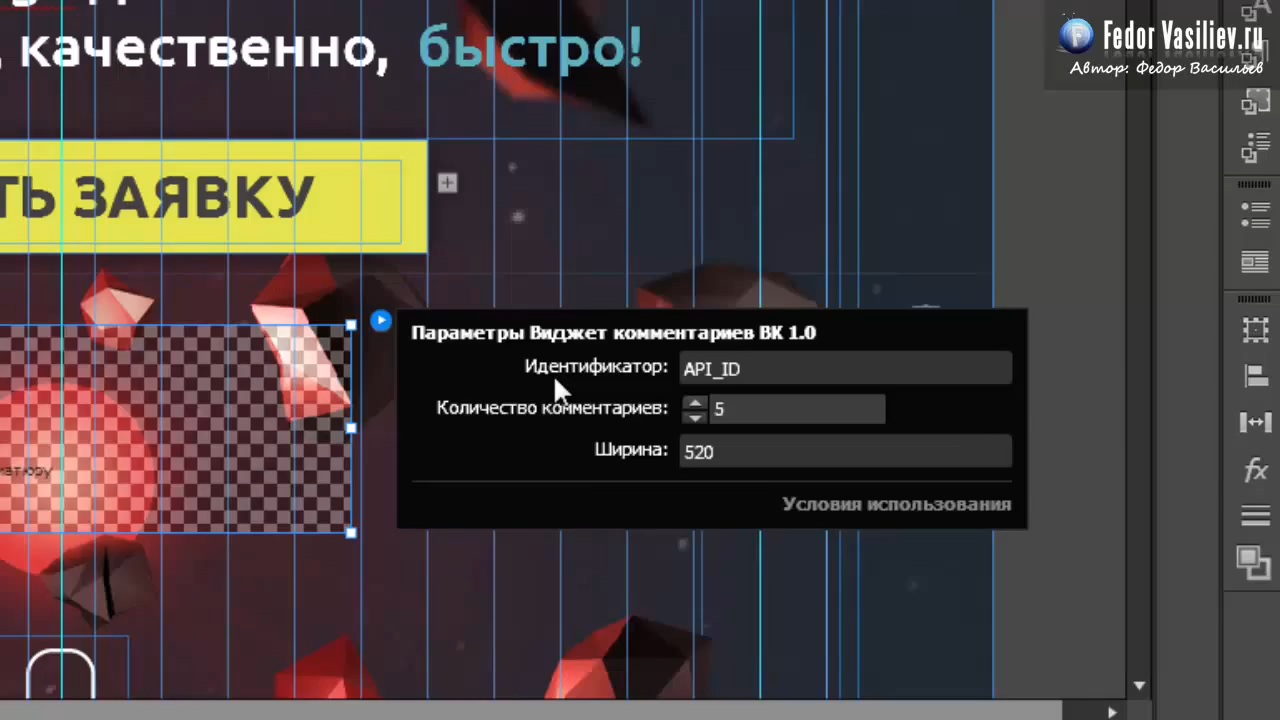 Fedor Vasiliev.ru
Автор: Федор Васильев
, качественно, быстро!
ТЬ ЗАЯВКУ
Параметры Виджет комментариев ВК 1.0
Идентификатор: API_ID
Количество комментариев: 5
Ширина: 520
Условия использования